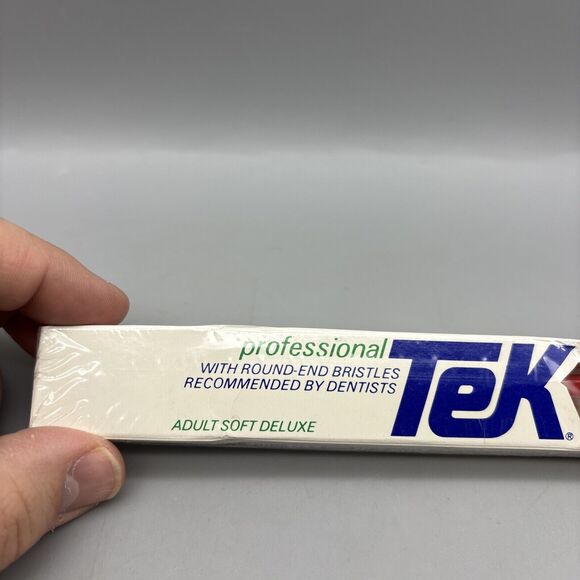 professional
WITH ROUND-END BRISTLES
RECOMMENDED BY DENTISTS
ADULT SOFT DELUXE
TeK®